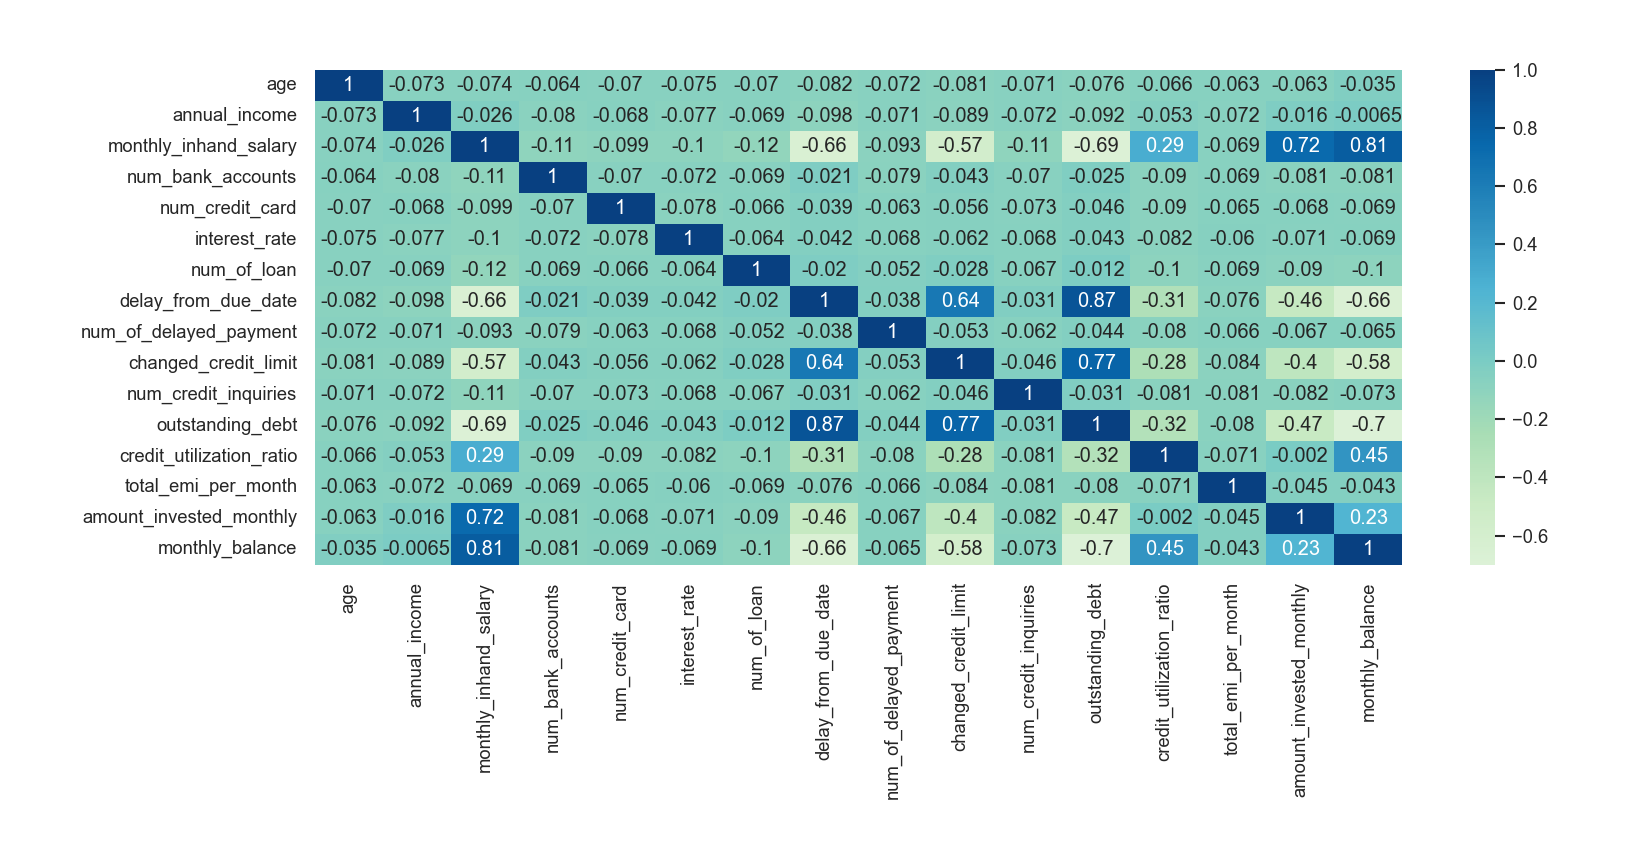 age 1 -0.073 -0.074 -0.064 -0.07 -0.075 -0.07 -0.082 -0.072 -0.081 -0.071 -0.076 -0.066 -0.063 -0.063 -0.035
annual_income -0.073 1 -0.026 -0.08 -0.068 -0.077 -0.069 -0.098 -0.071 -0.089 -0.072 -0.092 -0.053 -0.072 -0.016 -0.0065
monthly_inhand_salary -0.074 -0.026 1 -0.11 -0.099 -0.1 -0.12 -0.66 -0.093 -0.57 -0.11 -0.69 0.29 -0.069 0.72 0.81
num_bank_accounts -0.064 -0.08 -0.11 1 -0.07 -0.072 -0.069 -0.021 -0.079 -0.043 -0.07 -0.025 -0.09 -0.069 -0.081 -0.081
num_credit_card -0.07 -0.068 -0.099 -0.07 1 -0.078 -0.066 -0.039 -0.063 -0.056 -0.073 -0.046 -0.09 -0.065 -0.068 -0.069
interest_rate -0.075 -0.077 -0.1 -0.072 -0.078 1 -0.064 -0.042 -0.068 -0.062 -0.068 -0.043 -0.082 -0.06 -0.071 -0.069
num_of_loan -0.07 -0.069 -0.12 -0.069 -0.066 -0.064 1 -0.02 -0.052 -0.028 -0.067 -0.012 -0.1 -0.069 -0.09 -0.1
delay_from_due_date -0.082 -0.098 -0.66 -0.021 -0.039 -0.042 -0.02 1 -0.038 0.64 -0.031 0.87 -0.31 -0.076 -0.46 -0.66
num_of_delayed_payment -0.072 -0.071 -0.093 -0.079 -0.063 -0.068 -0.052 -0.038 1 -0.053 -0.062 -0.044 -0.08 -0.066 -0.067 -0.065
changed_credit_limit -0.081 -0.089 -0.57 -0.043 -0.056 -0.062 -0.028 0.64 -0.053 1 -0.046 0.77 -0.28 -0.084 -0.4 -0.58
num_credit_inquiries -0.071 -0.072 -0.11 -0.07 -0.073 -0.068 -0.067 -0.031 -0.062 -0.046 1 -0.031 -0.081 -0.081 -0.082 -0.073
outstanding_debt -0.076 -0.092 -0.69 -0.025 -0.046 -0.043 -0.012 0.87 -0.044 0.77 -0.031 1 -0.32 -0.08 -0.47 -0.7
credit_utilization_ratio -0.066 -0.053 0.29 -0.09 -0.09 -0.082 -0.1 -0.31 -0.08 -0.28 -0.081 -0.32 1 -0.071 -0.002 0.45
total_emi_per_month -0.063 -0.072 -0.069 -0.069 -0.065 -0.06 -0.069 -0.076 -0.066 -0.084 -0.081 -0.08 -0.071 1 -0.045 -0.043
amount_invested_monthly -0.063 -0.016 0.72 -0.081 -0.068 -0.071 -0.09 -0.46 -0.067 -0.4 -0.082 -0.47 -0.002 -0.045 1 0.23
monthly_balance -0.035 -0.0065 0.81 -0.081 -0.069 -0.069 -0.1 -0.66 -0.065 -0.58 -0.073 -0.7 0.45 -0.043 0.23 1
age
annual_income
monthly_inhand_salary
num_bank_accounts
num_credit_card
interest_rate
num_of_loan
delay_from_due_date
num_of_delayed_payment
changed_credit_limit
num_credit_inquiries
outstanding_debt
credit_utilization_ratio
total_emi_per_month
amount_invested_monthly
monthly_balance
1.0
0.8
0.6
0.4
0.2
0.0
−0.2
−0.4
−0.6